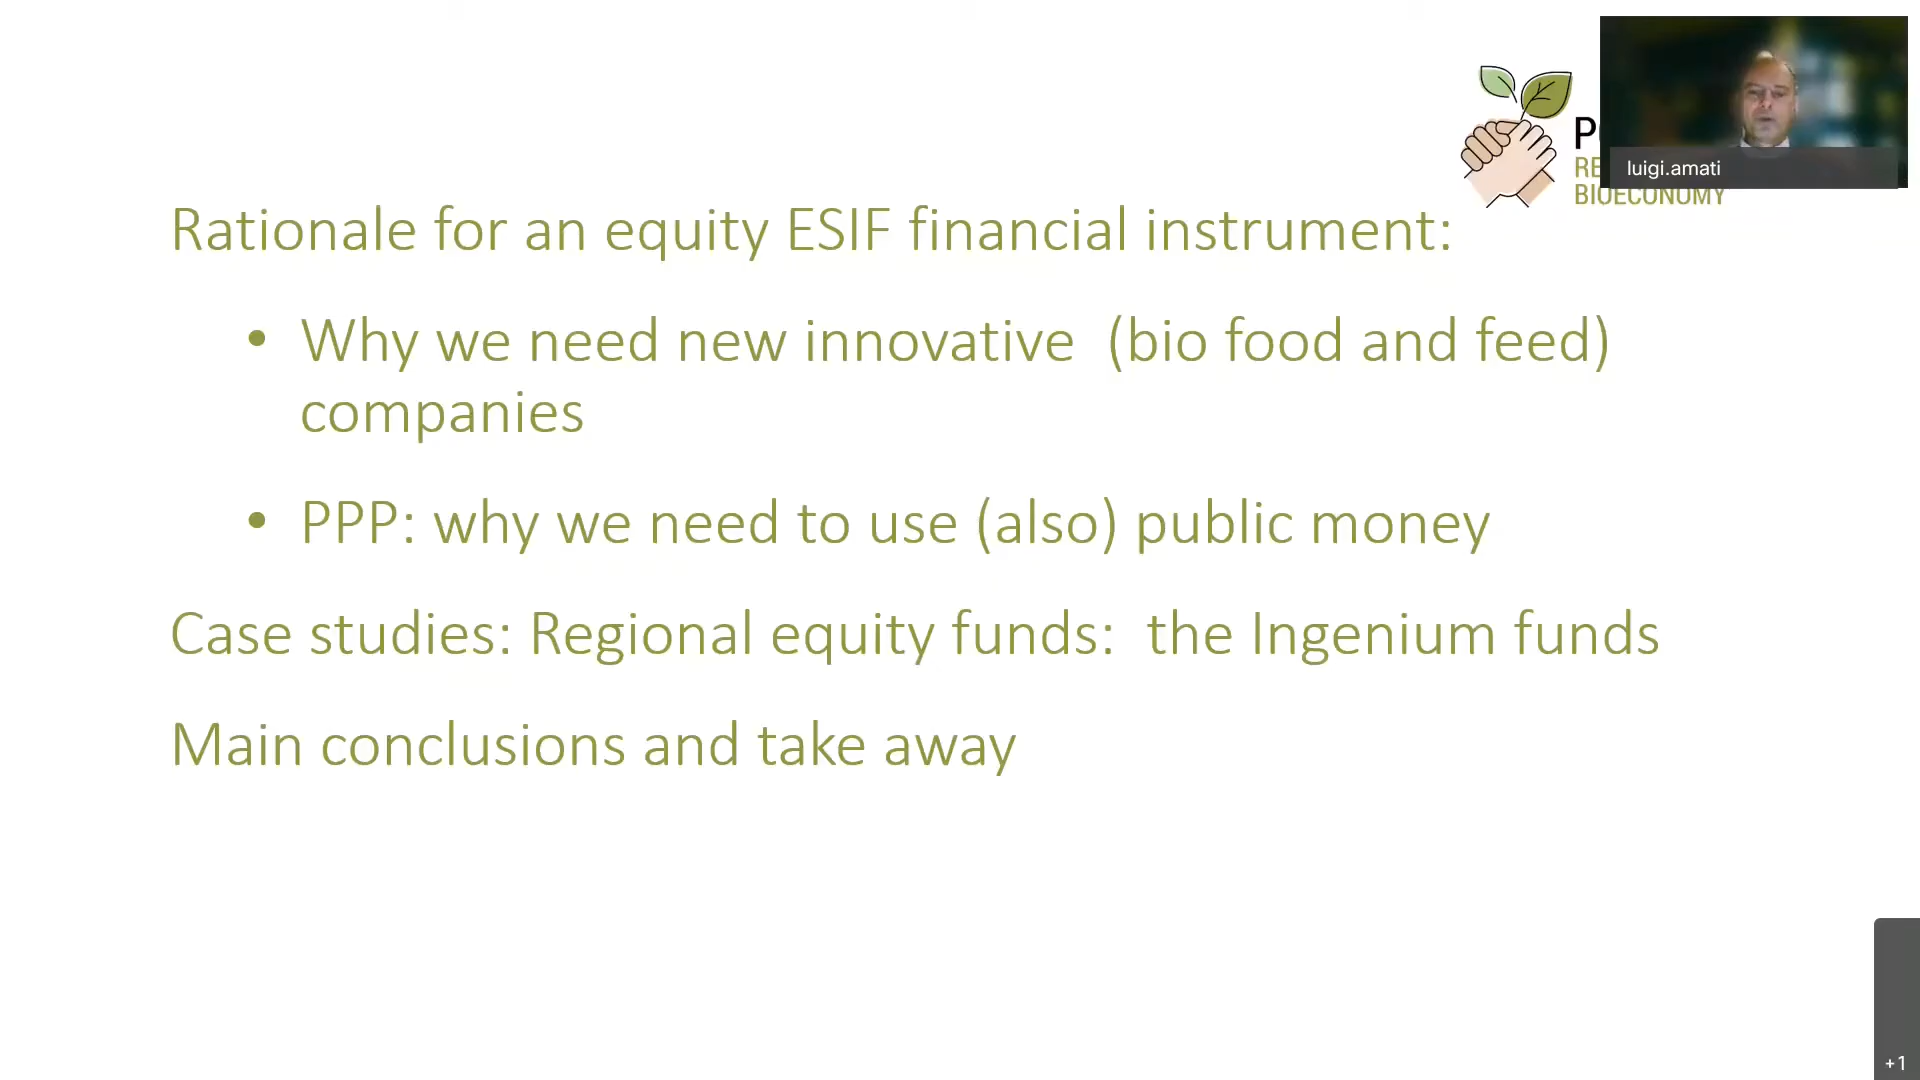 luigi.amati
BIOECONOMY
Rationale for an equity ESIF financial instrument:
• Why we need new innovative  (bio food and feed)
companies
• PPP: why we need to use (also) public money
Case studies: Regional equity funds:  the Ingenium funds
Main conclusions and take away
+1